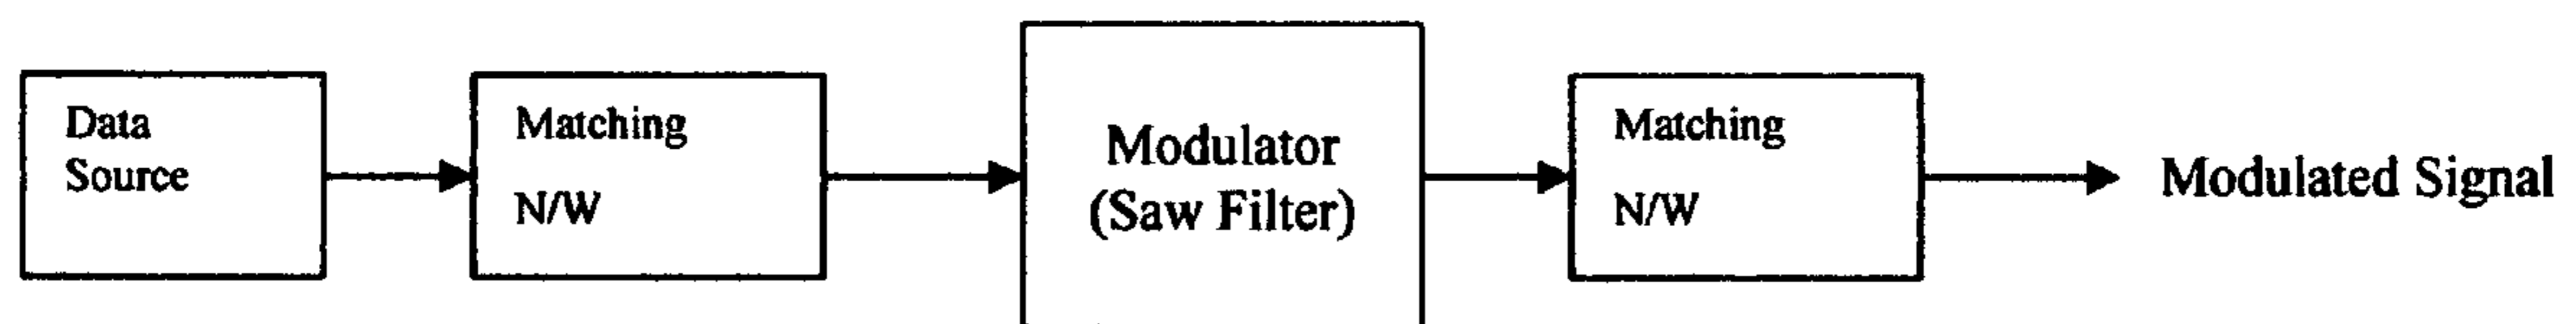 Data
Source
Matching
N/W
Modulator
(Saw Filter)
Matching
N/W
Modulated Signal